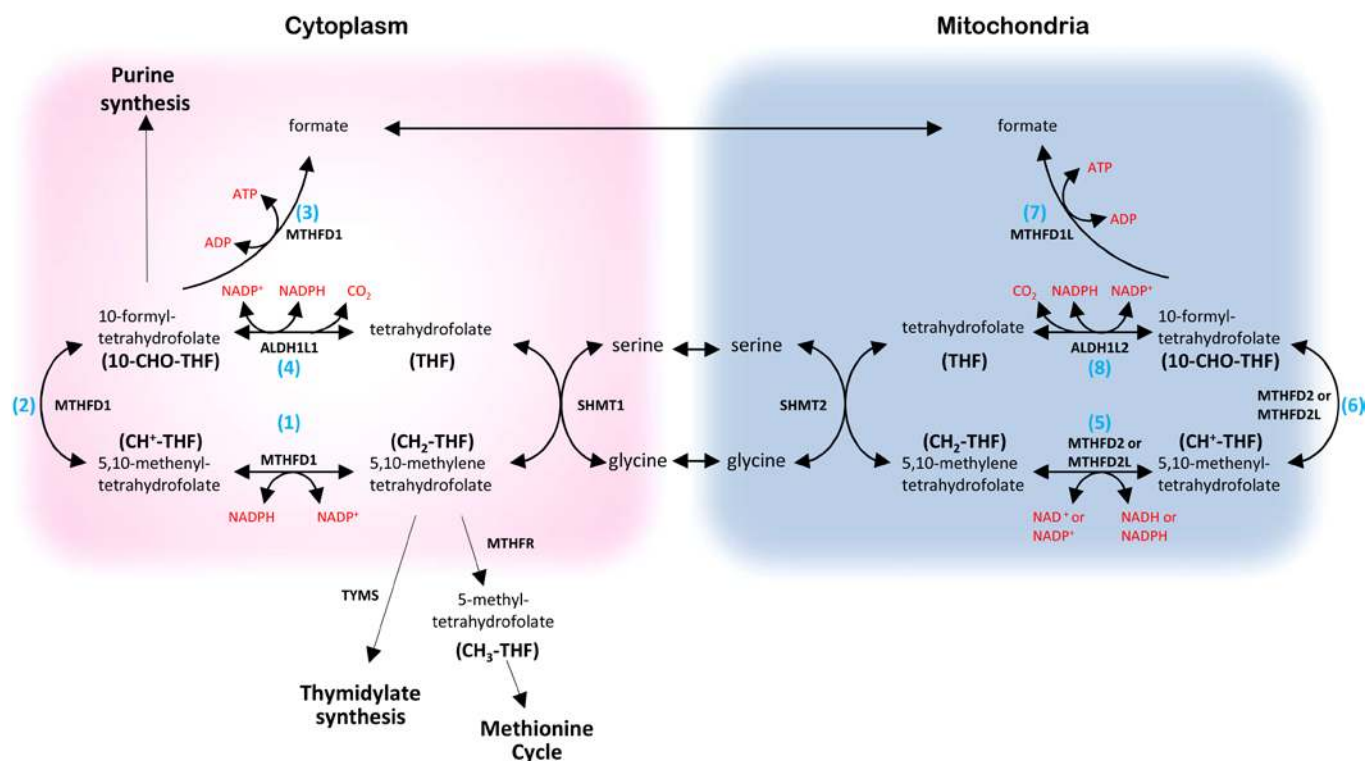 Cytoplasm
Mitochondria
Purine
synthesis
formate
formate
ATP
(3)
MTHFD1
ADP
ATP
(7)
MTHFD1L
ADP
NADP⁺
NADPH
CO₂
10-formyl-
tetrahydrofolate
(10-CHO-THF)
ALDH1L1
(4)
tetrahydrofolate
(THF)
serine
serine
tetrahydrofolate
(THF)
CO₂
NADPH
NADP⁺
ALDH1L2
(8)
10-formyl-
tetrahydrofolate
(10-CHO-THF)
(2)
MTHFD1
SHMT1
SHMT2
MTHFD2 or
MTHFD2L
(6)
(CH⁺-THF)
5,10-methenyl-
tetrahydrofolate
(1)
MTHFD1
NADPH
NADP⁺
(CH₂-THF)
5,10-methylene
tetrahydrofolate
glycine
glycine
(CH₂-THF)
5,10-methylene
tetrahydrofolate
(5)
MTHFD2 or
MTHFD2L
NAD⁺ or
NADP⁺
NADH or
NADPH
(CH⁺-THF)
5,10-methenyl-
tetrahydrofolate
MTHFR
TYMS
5-methyl-
tetrahydrofolate
(CH₃-THF)
Thymidylate
synthesis
Methionine
Cycle